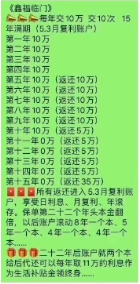 《鑫福临门》
每年交10万 交10次 15
年满期（5.3月复利账户）
第一年10万
第二年10万
第三年10万
第四年10万
第五年10万（返还10万）
第六年10万（返还10万）
第七年10万（返还10万）
第八年10万（返还10万）
第九年10万（返还10万）
第十年10万（返还5万）
第十一年0万（返还5万）
第十二年0万（返还5万）
第十三年0万（返还5万）
第十四年0万（返还5万）
第十五年0万（返还35万）
所有返还进入5.3月复利账
户，享受日利息、月复利、年滚
存。保单第二十二个年头本金翻
倍，以后账户滚动8年一个本、5
年一个本、4年一个本、4年一
个本……
二十二年后账户就两个本
给后代还可以每年取11万的利息作
为生活补贴金领终身……